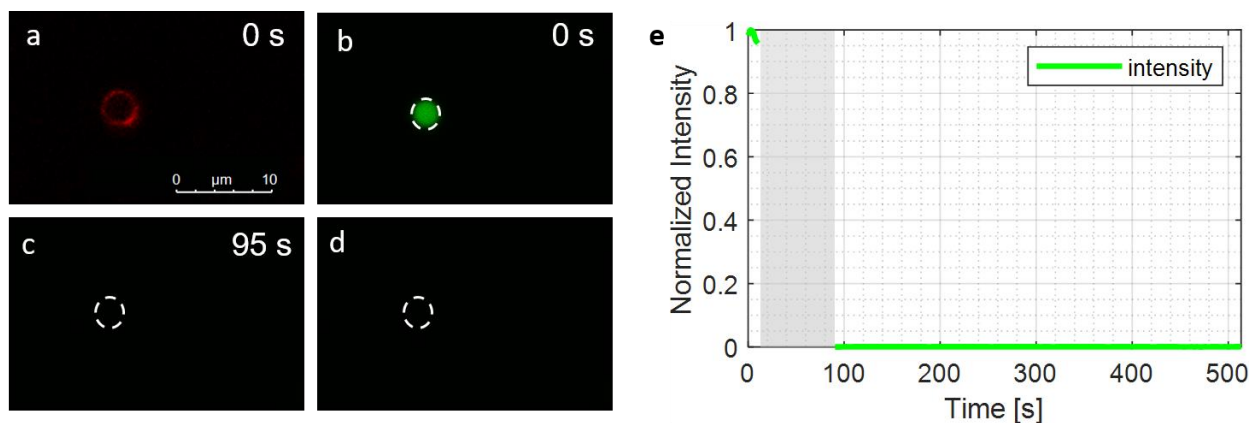 a
0 s
0 µm 10
b
0 s
c
95 s
d
e
intensity
Normalized Intensity
1
0.8
0.6
0.4
0.2
0
0 100 200 300 400 500
Time [s]